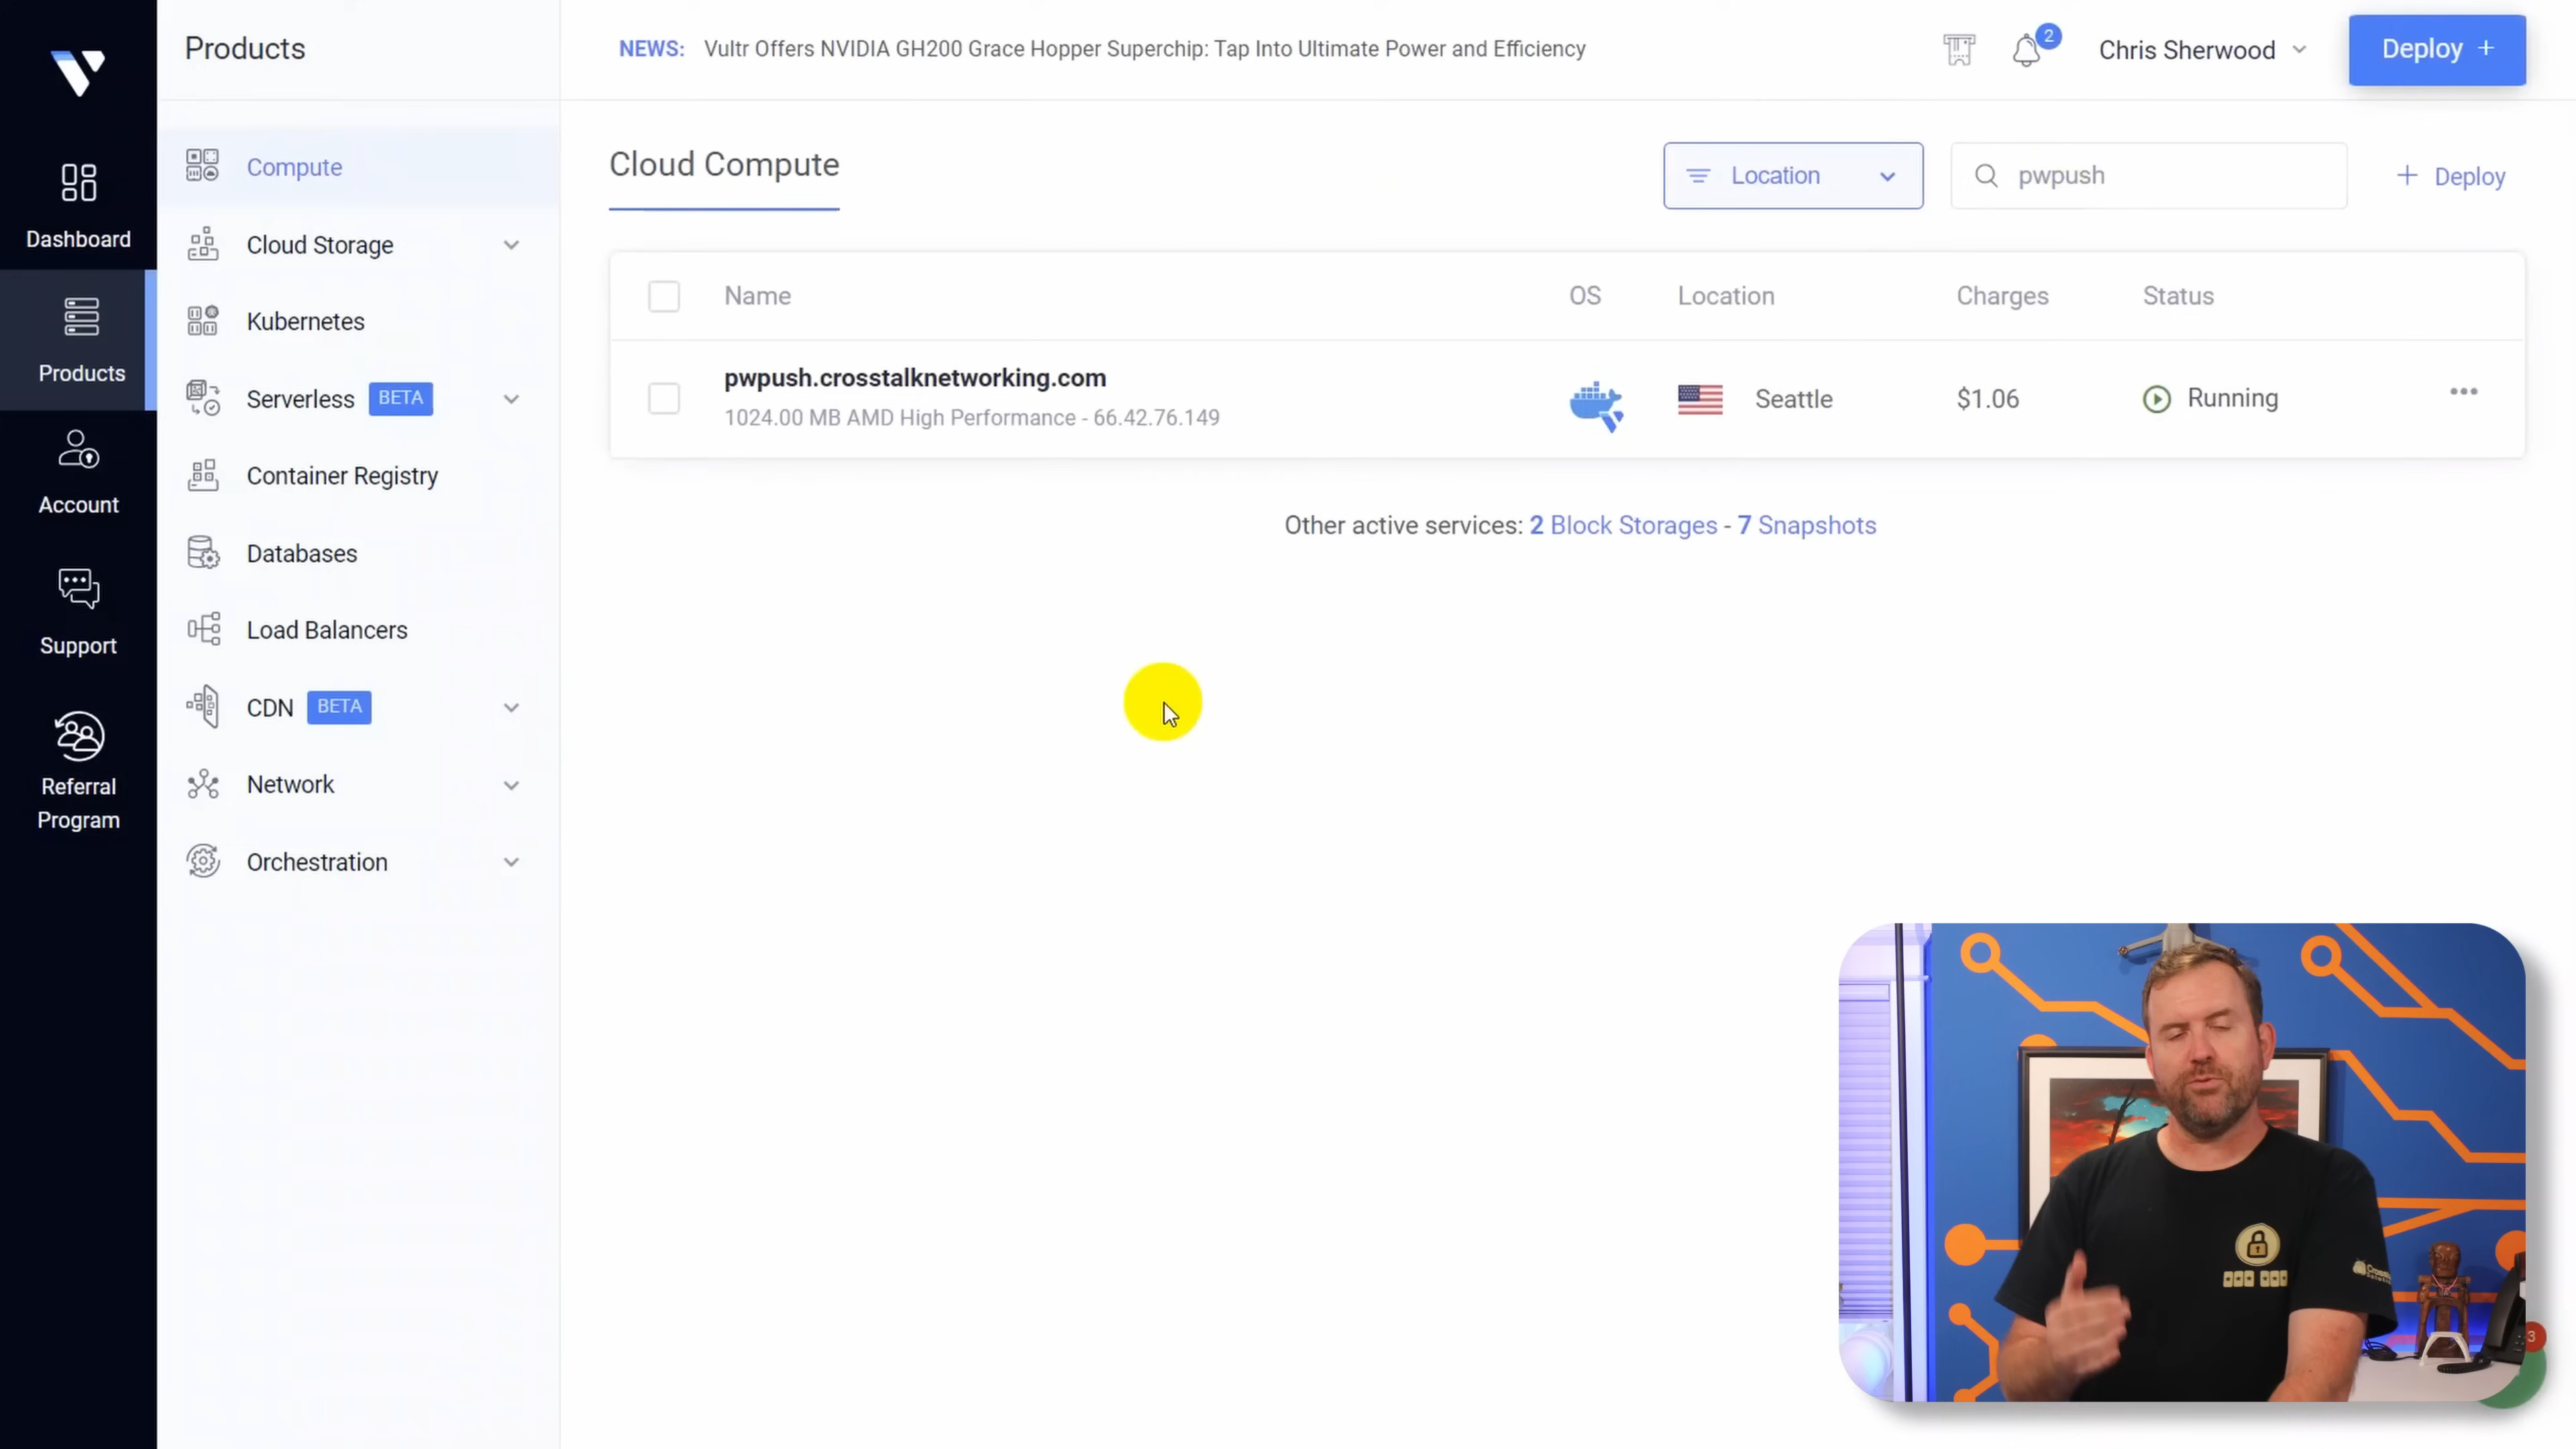 Products
NEWS: Vultr Offers NVIDIA GH200 Grace Hopper Superchip: Tap Into Ultimate Power and Efficiency
2
Chris Sherwood
Deploy +
Dashboard
Products
Account
Support
Referral
Program
Compute
Cloud Storage
Kubernetes
Serverless BETA
Container Registry
Databases
Load Balancers
CDN BETA
Network
Orchestration
Cloud Compute
Location
pwpush
+ Deploy
Name OS Location Charges Status
pwpush.crosstalknetworking.com
1024.00 MB AMD High Performance - 66.42.76.149
Seattle $1.06 Running
Other active services: 2 Block Storages - 7 Snapshots
3